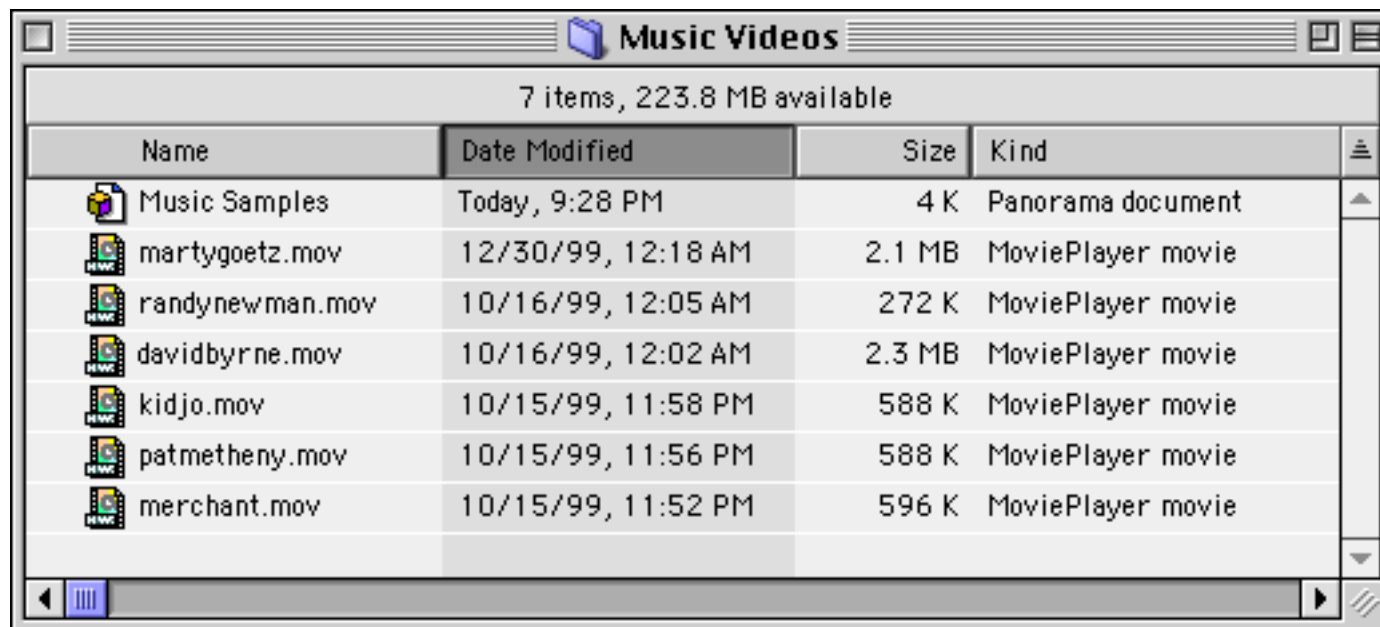 Music Videos
7 items, 223.8 MB available
Name Date Modified Size Kind
Music Samples Today, 9:28 PM 4 K Panorama document
martygoetz.mov 12/30/99, 12:18 AM 2.1 MB MoviePlayer movie
randynewman.mov 10/16/99, 12:05 AM 272 K MoviePlayer movie
davidbyrne.mov 10/16/99, 12:02 AM 2.3 MB MoviePlayer movie
kidjo.mov 10/15/99, 11:58 PM 588 K MoviePlayer movie
patmetheny.mov 10/15/99, 11:56 PM 588 K MoviePlayer movie
merchant.mov 10/15/99, 11:52 PM 596 K MoviePlayer movie